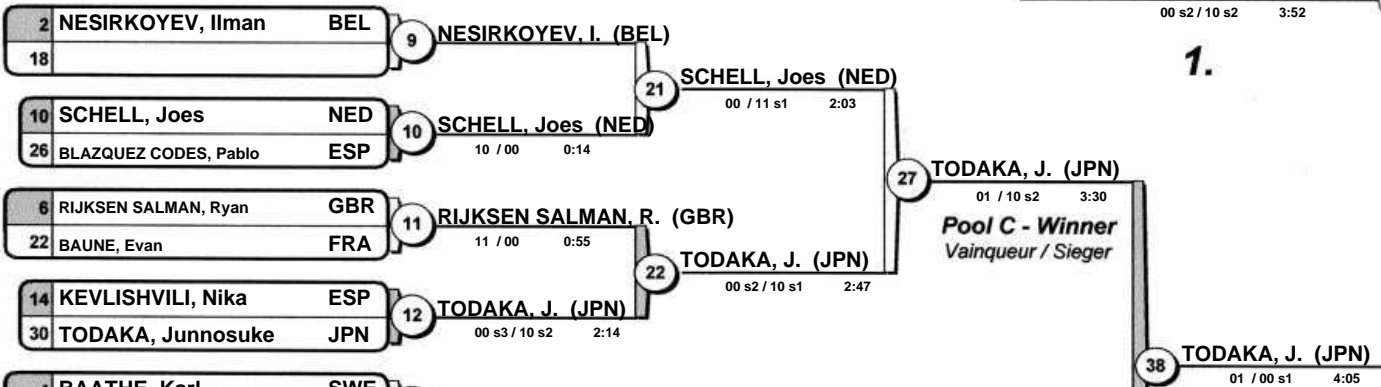 2 NESIRKOYEV, Ilman BEL
18
9
NESIRKOYEV, I. (BEL)
10 SCHELL, Joes NED
26 BLAZQUEZ CODES, Pablo ESP
10
SCHELL, Joes (NED)
10 / 00 0:14
21
SCHELL, Joes (NED)
00 / 11 s1 2:03
6 RIJKSEN SALMAN, Ryan GBR
22 BAUNE, Evan FRA
11
RIJKSEN SALMAN, R. (GBR)
11 / 00 0:55
14 KEVLISHVILI, Nika ESP
30 TODAKA, Junnosuke JPN
12
TODAKA, J. (JPN)
00 s3 / 10 s2 2:14
22
TODAKA, J. (JPN)
00 s2 / 10 s1 2:47
27
TODAKA, J. (JPN)
01 / 10 s2 3:30
Pool C - Winner
Vainqueur / Sieger
00 s2 / 10 s2 3:52
1.
38
TODAKA, J. (JPN)
01 / 00 s1 4:05
RAATHE, Karl SWE